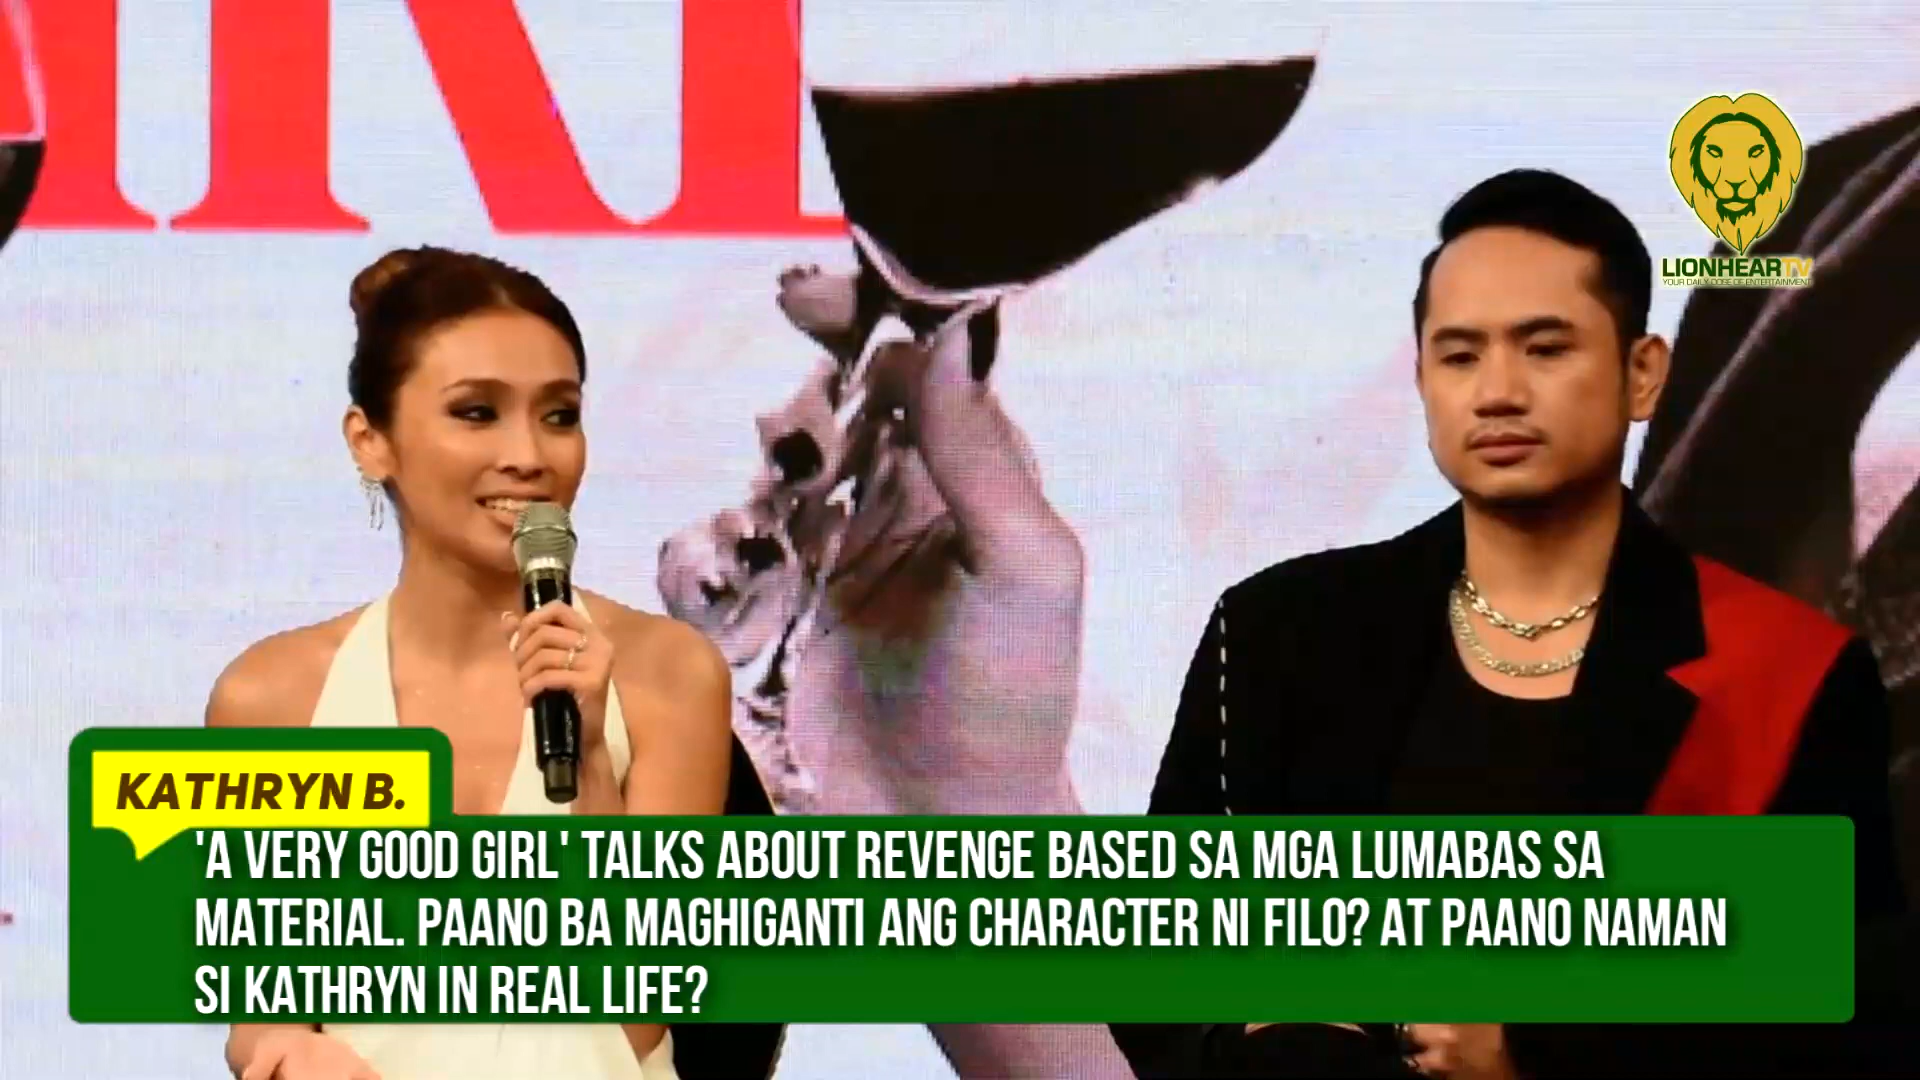 GIRL
LIONHEARTV
YOUR DAILY DOSE OF ENTERTAINMENT
KATHRYN B.
'A VERY GOOD GIRL' TALKS ABOUT REVENGE BASED SA MGA LUMABAS SA
MATERIAL. PAANO BA MAGHIGANTI ANG CHARACTER NI FILO? AT PAANO NAMAN
SI KATHRYN IN REAL LIFE?